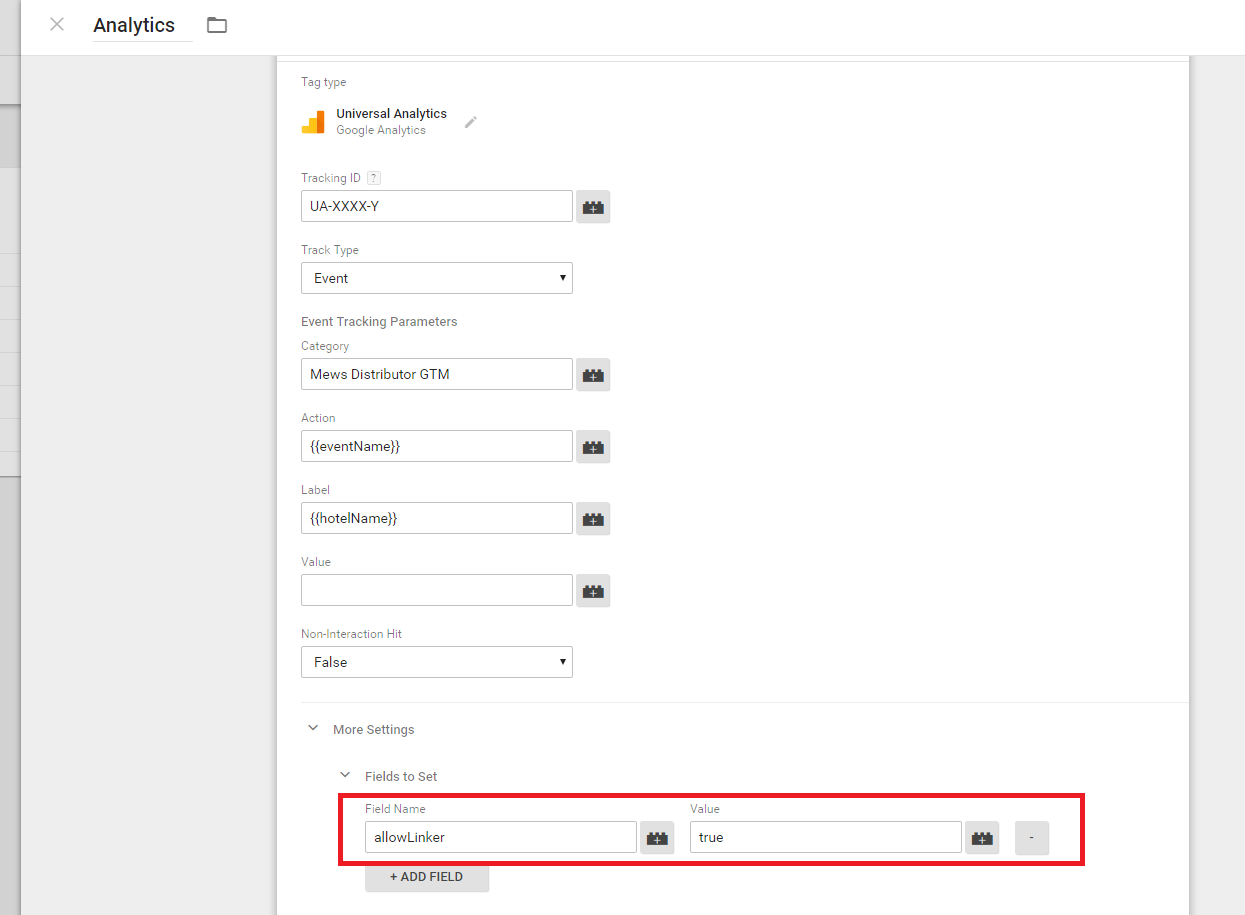 Analytics
Tag type
Universal Analytics
Google Analytics
Tracking ID ?
UA-XXXX-Y
Track Type
Event
Event Tracking Parameters
Category
Mews Distributor GTM
Action
{{eventName}}
Label
{{hotelName}}
Value
Non-Interaction Hit
False
More Settings
Fields to Set
Field Name Value
allowLinker true -
+ ADD FIELD